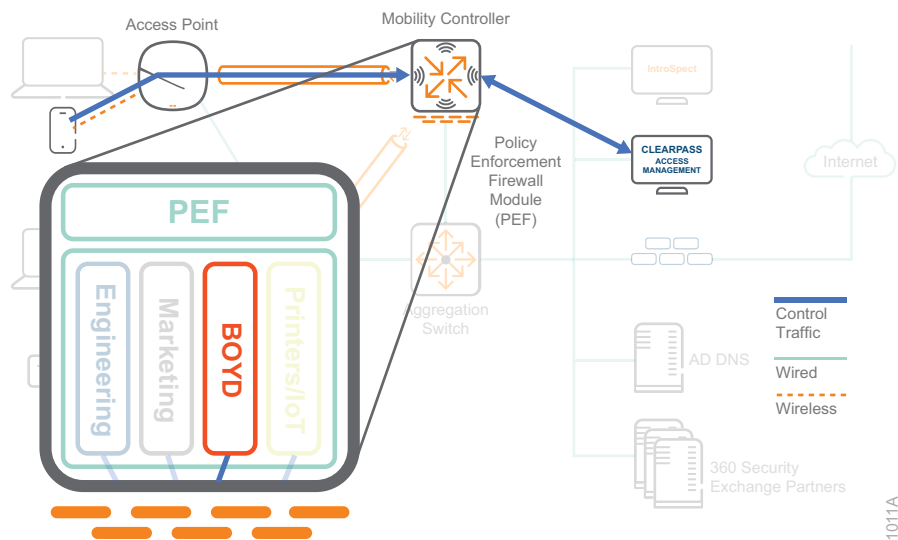 Access Point
Mobility Controller
IntroSpect
CLEARPASS
ACCESS
MANAGEMENT
Internet
Policy
Enforcement
Firewall
Module
(PEF)
PEF
Engineering
Marketing
BOYD
Printers/IoT
Aggregation
Switch
Control
Traffic
Wired
Wireless
AD DNS
360 Security
Exchange Partners
1011A